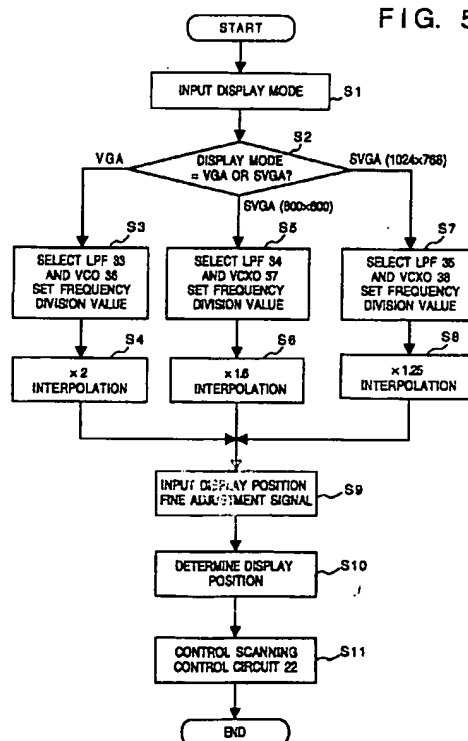 FIG. 5
START
INPUT DISPLAY MODE
S1
S2
DISPLAY MODE
= VGA OR SVGA?
VGA
SVGA (1024x768)
SVGA (800x600)
S3
SELECT LPF 33
AND VCO 36
SET FREQUENCY
DIVISION VALUE
S5
SELECT LPF 34
AND VCXO 37
SET FREQUENCY
DIVISION VALUE
S7
SELECT LPF 35
AND VCXO 38
SET FREQUENCY
DIVISION VALUE
S4
x 2
INTERPOLATION
S6
x 1.6
INTERPOLATION
S8
x 1.25
INTERPOLATION
INPUT DISPLAY POSITION
FINE ADJUSTMENT SIGNAL
S9
DETERMINE DISPLAY
POSITION
S10
CONTROL SCANNING
CONTROL CIRCUIT 22
S11
END